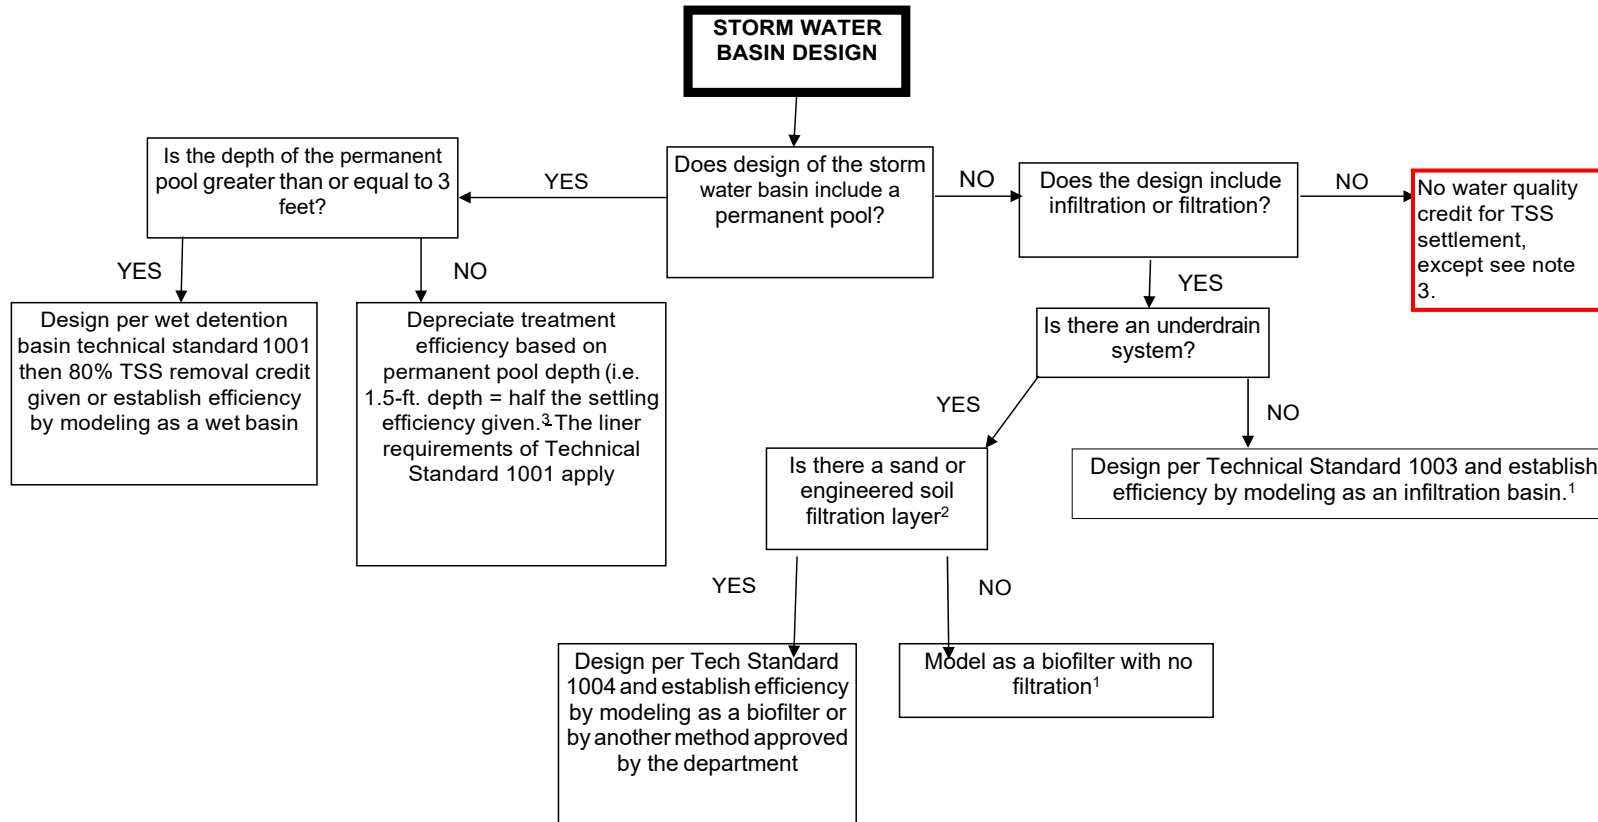 STORM WATER
BASIN DESIGN
Is the depth of the permanent
pool greater than or equal to 3
feet?
YES
Does design of the storm
water basin include a
permanent pool?
NO
Does the design include
infiltration or filtration?
NO
No water quality
credit for TSS
settlement,
except see note
3.
YES
NO
YES
Design per wet detention
basin technical standard 1001
then 80% TSS removal credit
given or establish efficiency
by modeling as a wet basin
Depreciate treatment
efficiency based on
permanent pool depth (i.e.
1.5-ft. depth = half the settling
efficiency given.³ The liner
requirements of Technical
Standard 1001 apply
Is there an underdrain
system?
YES
NO
Is there a sand or
engineered soil
filtration layer²
Design per Technical Standard 1003 and establish
efficiency by modeling as an infiltration basin.¹
YES
NO
Design per Tech Standard
1004 and establish efficiency
by modeling as a biofilter or
by another method approved
by the department
Model as a biofilter with no
filtration¹